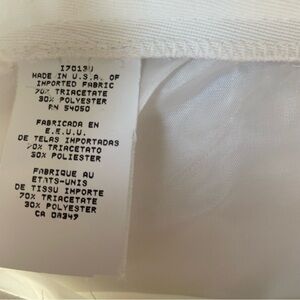 I7013U
MADE IN U.S.A. OF
IMPORTED FABRIC
70% TRIACETATE
30% POLYESTER
RN 54050
FABRICADA EN
E.E.U.U.
DE TELAS IMPORTADAS
70% TRIACETATO
30% POLIESTER
FABRIQUE AU
ETATS-UNIS
DE TISSU IMPORTE
70% TRIACETATE
30% POLYESTER
CA 08349